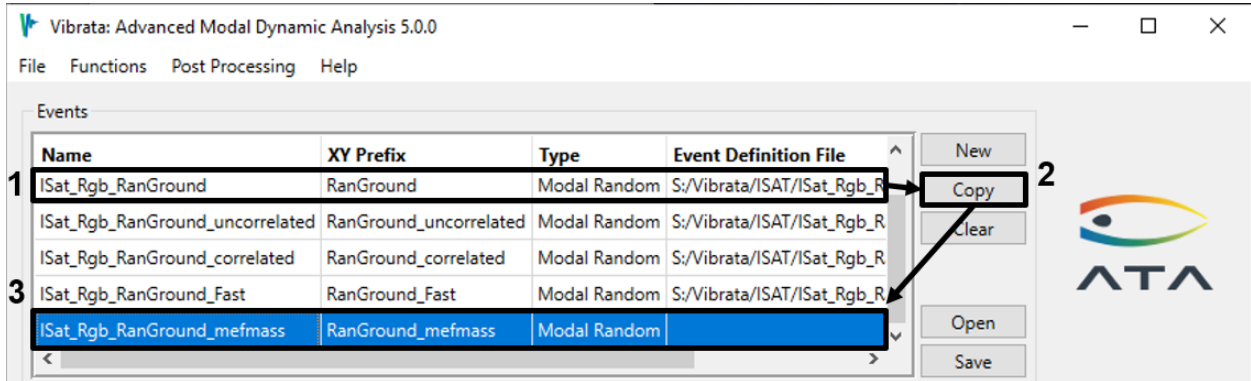 Vibrata: Advanced Modal Dynamic Analysis 5.0.0
File Functions Post Processing Help
Events
Name XY Prefix Type Event Definition File New
1 ISat_Rgb_RanGround RanGround Modal Random S:/Vibrata/ISAT/ISat_Rgb_R Copy 2
ISat_Rgb_RanGround_uncorrelated RanGround_uncorrelated Modal Random S:/Vibrata/ISAT/ISat_Rgb_R Clear
ISat_Rgb_RanGround_correlated RanGround_correlated Modal Random S:/Vibrata/ISAT/ISat_Rgb_R
3 ISat_Rgb_RanGround_Fast RanGround_Fast Modal Random S:/Vibrata/ISAT/ISat_Rgb_R ATA
ISat_Rgb_RanGround_mefmass RanGround_mefmass Modal Random Open
Save